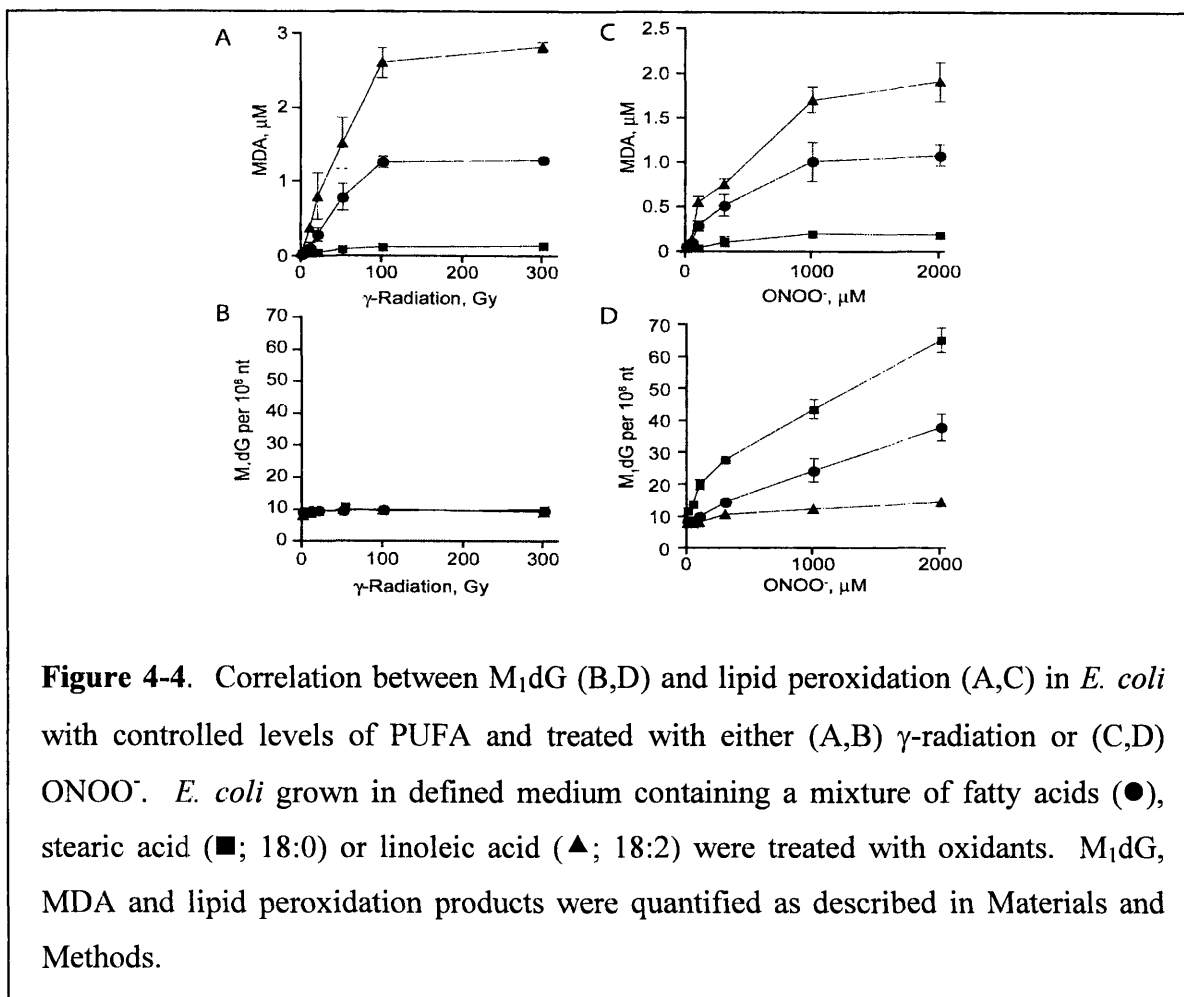 A
3
2
1
0
MDA, μM
0 100 200 300
γ-Radiation, Gy
C
2.5
2.0
1.5
1.0
0.5
0
MDA, μM
0 1000 2000
ONOO⁻, μM
B
70
60
50
40
30
20
10
0
M₁dG per 10⁸ nt
0 100 200 300
γ-Radiation, Gy
D
70
60
50
40
30
20
10
0
M₁dG per 10⁸ nt
0 1000 2000
ONOO⁻, μM
Figure 4-4. Correlation between M₁dG (B,D) and lipid peroxidation (A,C) in E. coli
with controlled levels of PUFA and treated with either (A,B) γ-radiation or (C,D)
ONOO⁻. E. coli grown in defined medium containing a mixture of fatty acids (●),
stearic acid (■; 18:0) or linoleic acid (▲; 18:2) were treated with oxidants. M₁dG,
MDA and lipid peroxidation products were quantified as described in Materials and
Methods.